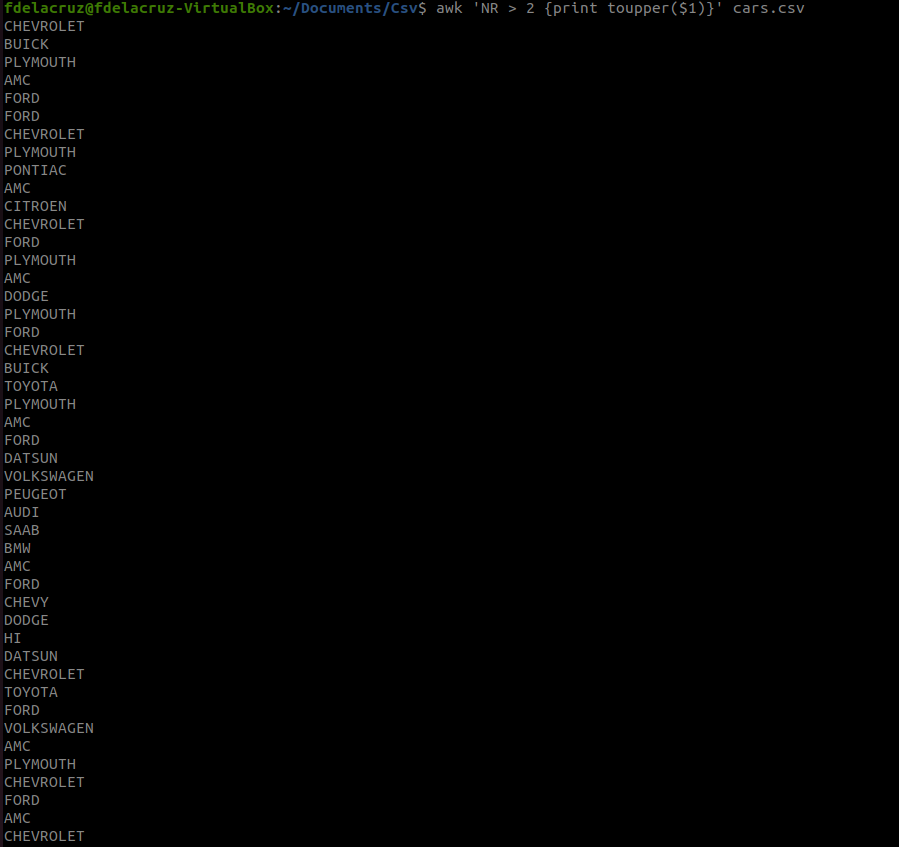 fdelacruz@fdelacruz-VirtualBox:~/Documents/Csv$ awk 'NR > 2 {print toupper($1)}' cars.csv
CHEVROLET
BUICK
PLYMOUTH
AMC
FORD
FORD
CHEVROLET
PLYMOUTH
PONTIAC
AMC
CITROEN
CHEVROLET
FORD
PLYMOUTH
AMC
DODGE
PLYMOUTH
FORD
CHEVROLET
BUICK
TOYOTA
PLYMOUTH
AMC
FORD
DATSUN
VOLKSWAGEN
PEUGEOT
AUDI
SAAB
BMW
AMC
FORD
CHEVY
DODGE
HI
DATSUN
CHEVROLET
TOYOTA
FORD
VOLKSWAGEN
AMC
PLYMOUTH
CHEVROLET
FORD
AMC
CHEVROLET